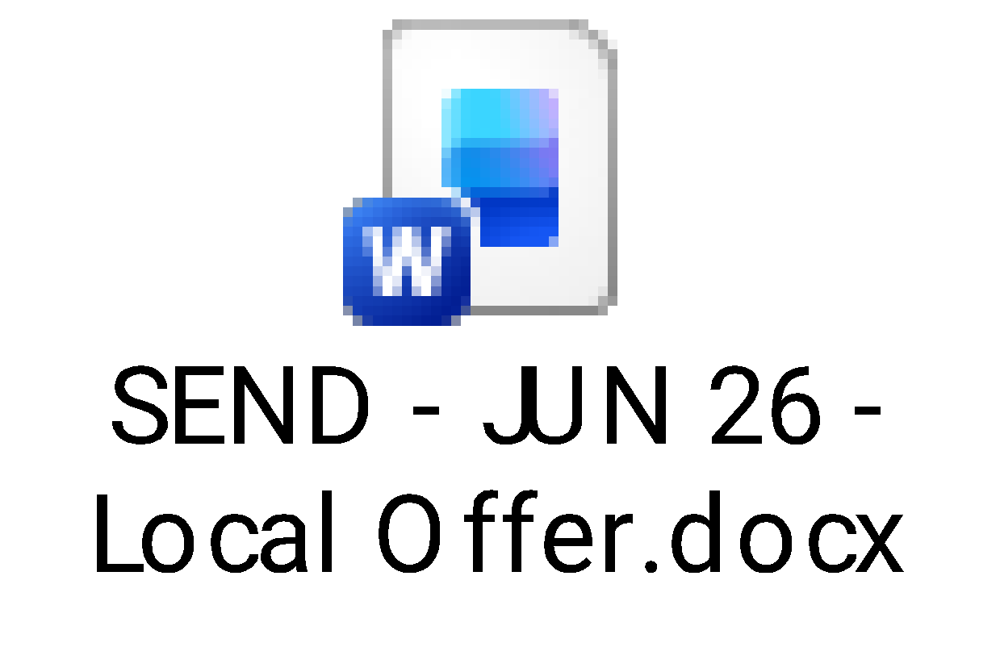 W
SEND - JUN 26 -
Local Offer.docx